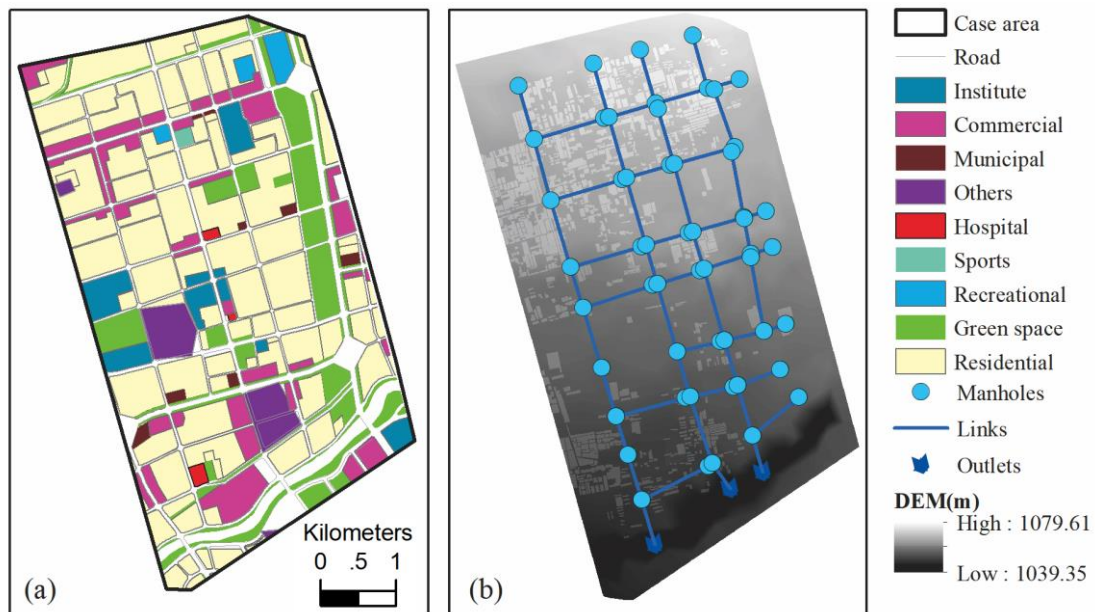 (a)
Kilometers
0 .5 1
(b)
Case area
Road
Institute
Commercial
Municipal
Others
Hospital
Sports
Recreational
Green space
Residential
Manholes
Links
Outlets
DEM(m)
High : 1079.61
Low : 1039.35